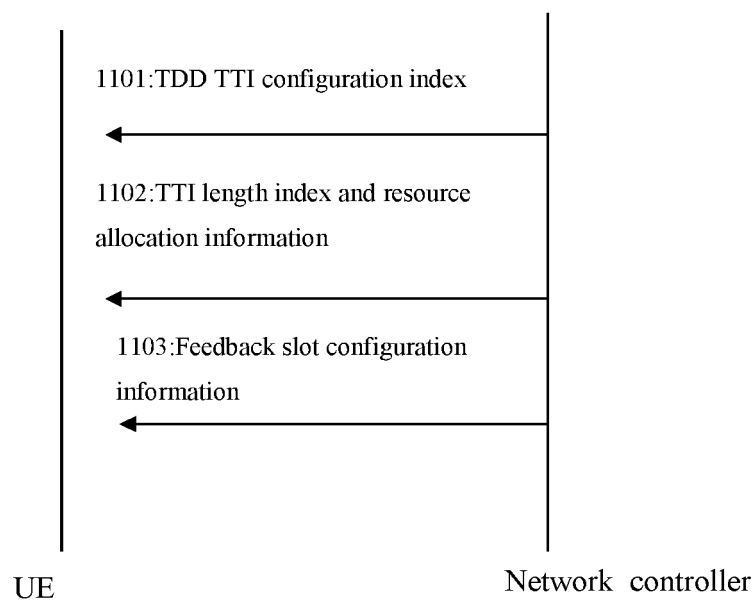 1101:TDD TTI configuration index
1102:TTI length index and resource
allocation information
1103:Feedback slot configuration
information
UE
Network controller